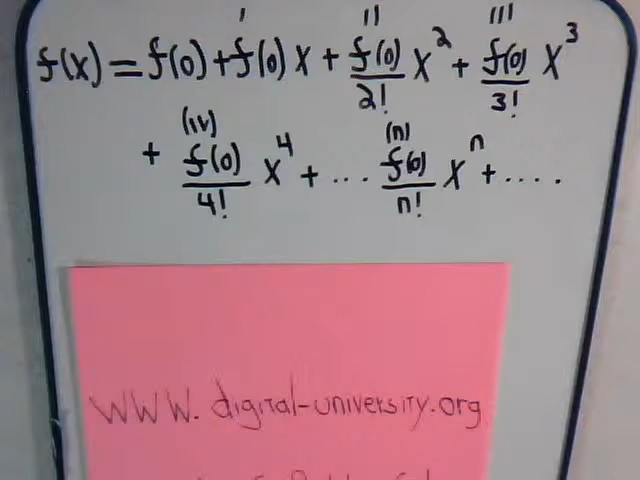 f(x) = f(0) + f'(0) x + f''(0)/2! x² + f'''(0)/3! x³
+ f⁽ⁱᵛ⁾(0)/4! x⁴ + ... f⁽ⁿ⁾(0)/n! xⁿ + ....
www.digital-university.org